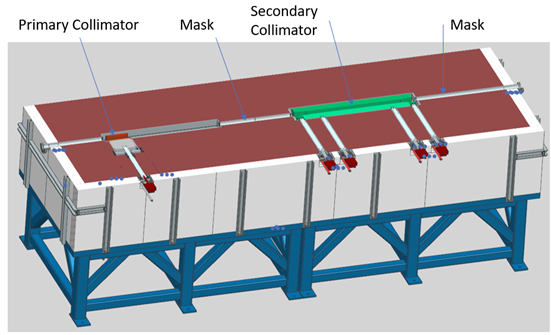 Primary Collimator
Mask
Secondary
Collimator
Mask